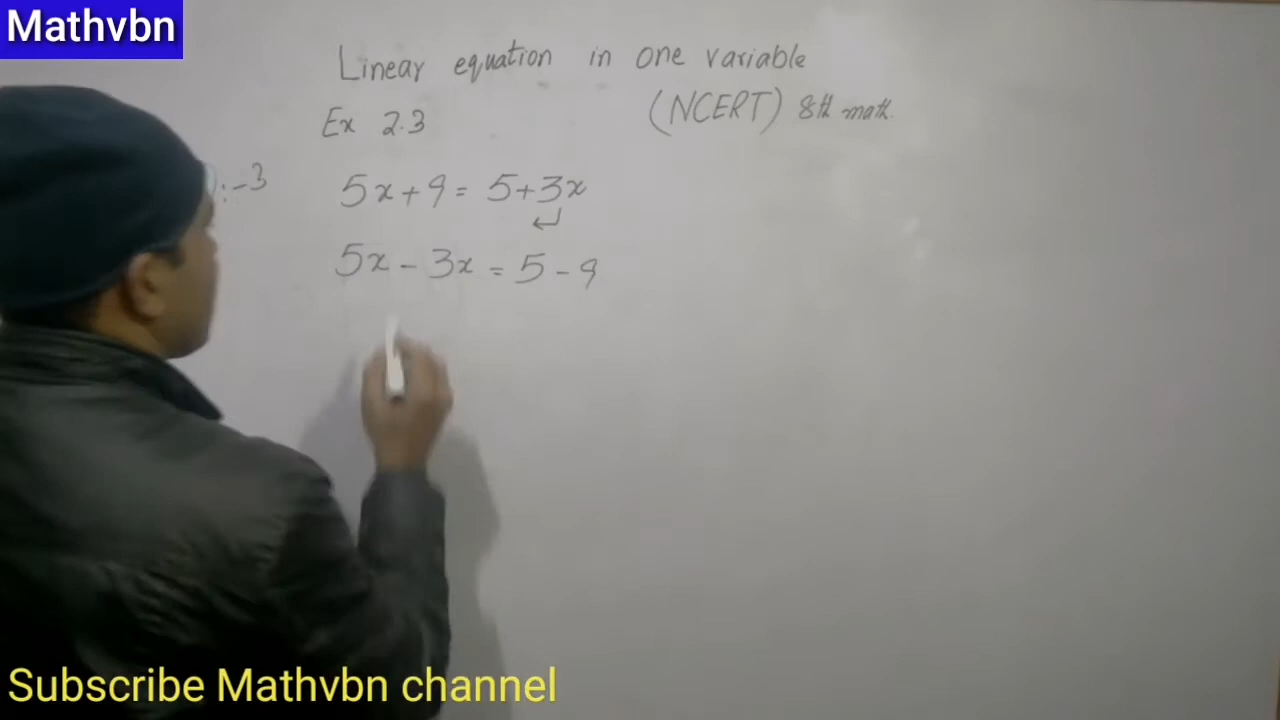 Mathvbn
Linear equation in one variable
(NCERT) 8th math.
Ex 2.3
:-3 5x+9 = 5+3x
5x - 3x = 5 - 9
Subscribe Mathvbn channel